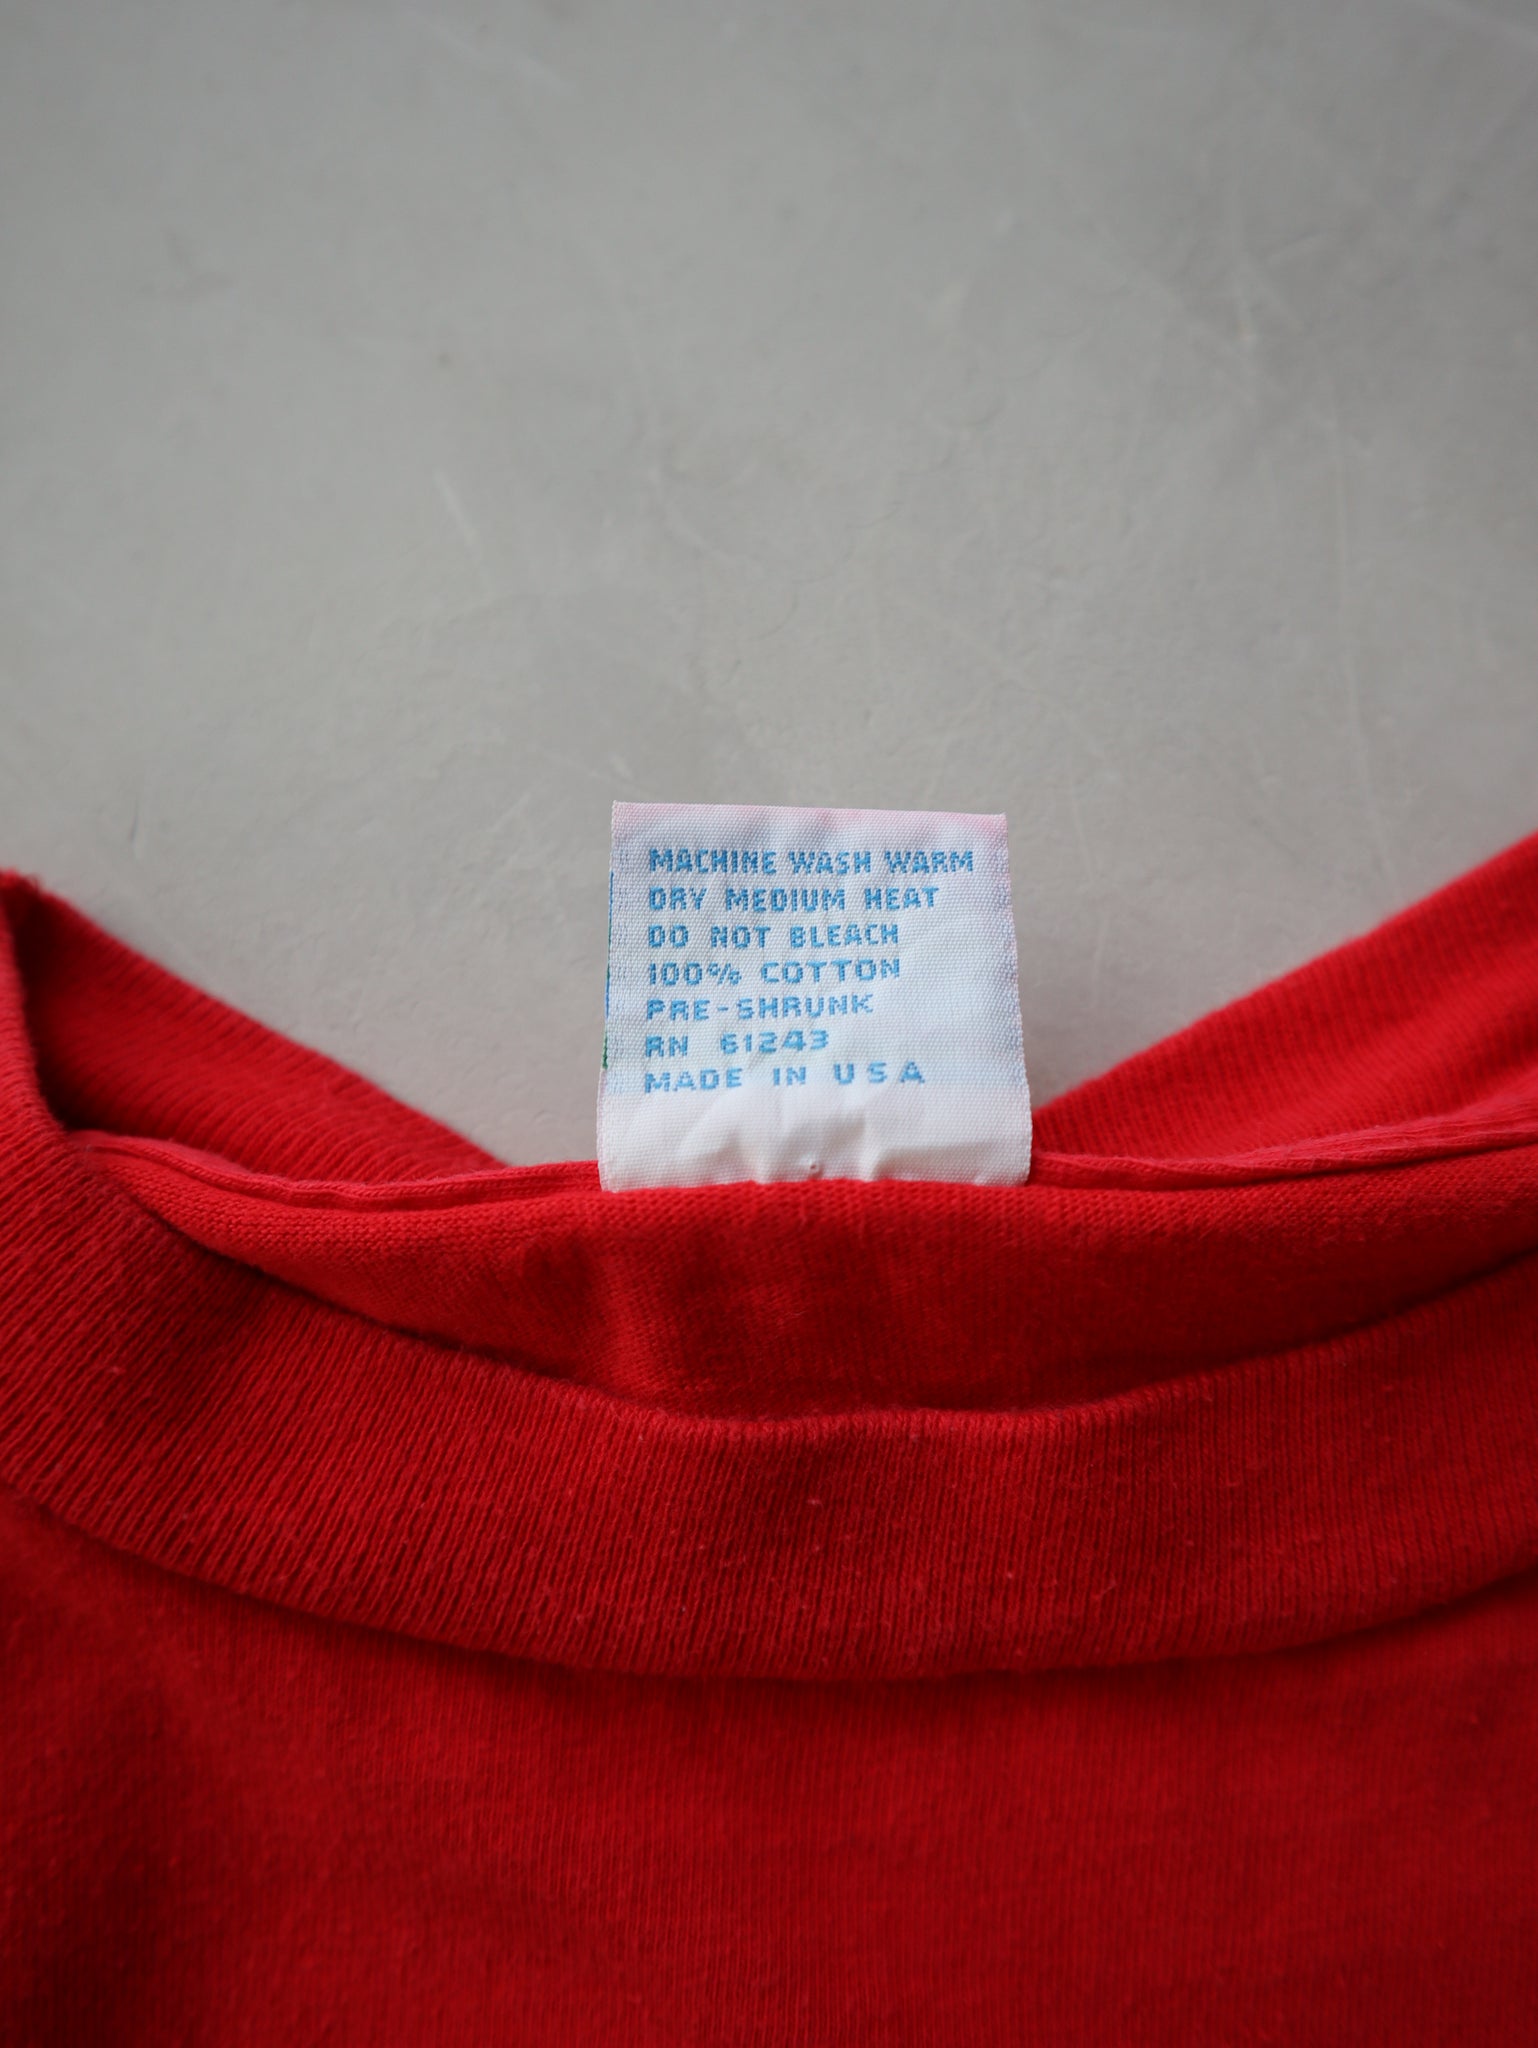 MACHINE WASH WARM
DRY MEDIUM HEAT
DO NOT BLEACH
100% COTTON
PRE-SHRUNK
RN 61243
MADE IN USA